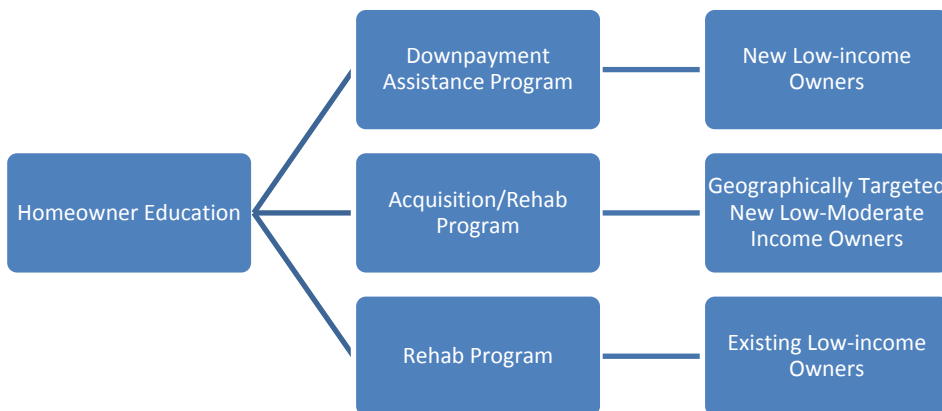 Downpayment
Assistance Program
New Low-income
Owners
Homeowner Education
Acquisition/Rehab
Program
Geographically Targeted
New Low-Moderate
Income Owners
Rehab Program
Existing Low-income
Owners